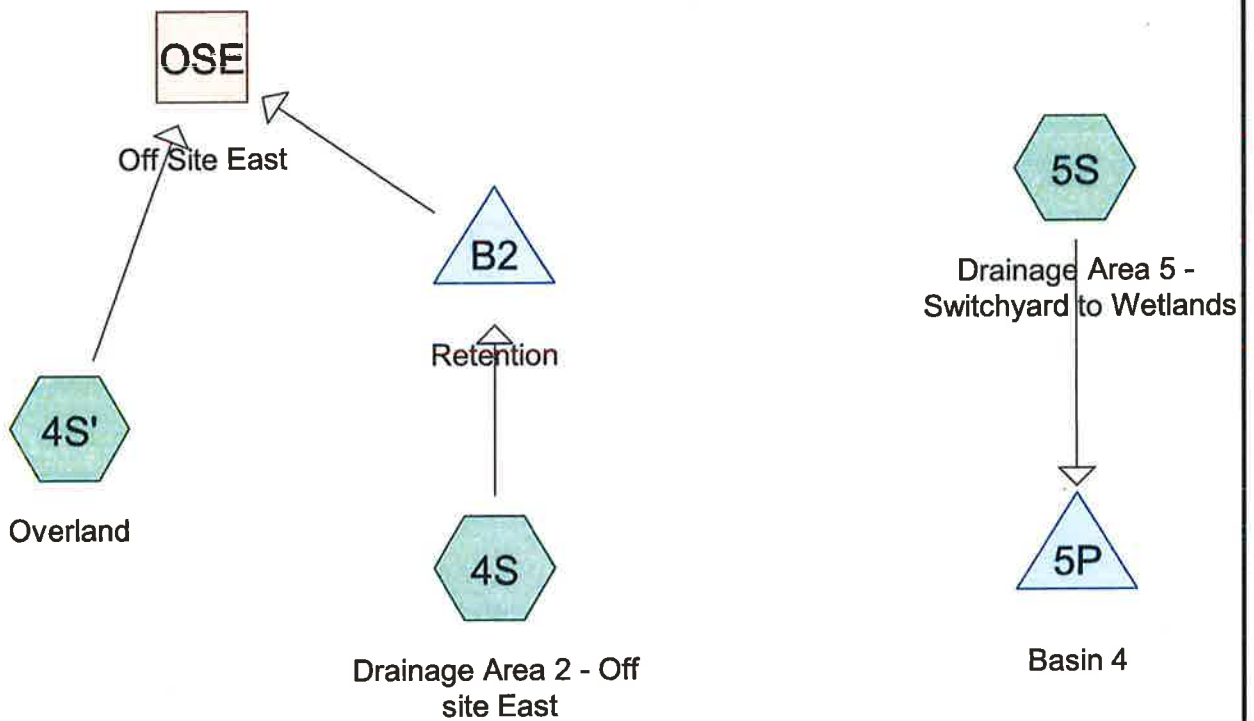 OSE
Off Site East
B2
Retention
4S'
Overland
4S
Drainage Area 2 - Off
site East
5S
Drainage Area 5 -
Switchyard to Wetlands
5P
Basin 4